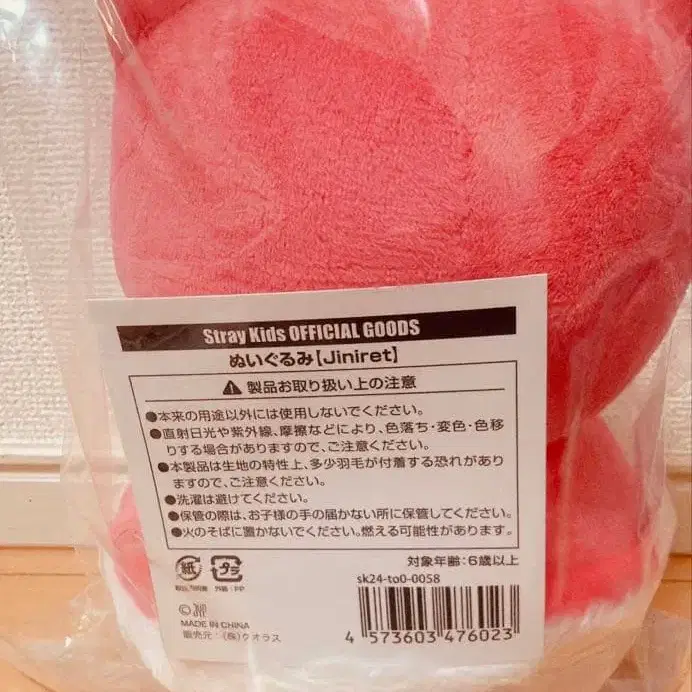 Stray Kids OFFICIAL GOODS
ぬいぐるみ【Jiniret】
製品お取り扱い上の注意
●本来の用途以外には使用しないでください。
●直射日光や紫外線、摩擦などにより、色落ち・変色・色移
りする場合がありますので、ご注意ください。
●本製品は生地の特性上、多少羽毛が付着する恐れがあり
ますので、ご注意ください。
●洗濯は避けてください。
●保管の際は、お子様の手の届かない所に保管してください。
●火のそばに置かないでください。燃える可能性があります。
対象年齢:6歳以上
紙 プラ
外装:PP
sk24-to0-0058
©
MADE IN CHINA
販売元:(株)クオラス
4 573603 476023